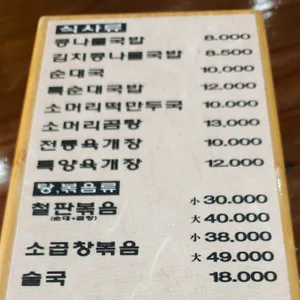 식사류
콩나물국밥 8.000
김치콩나물국밥 8.500
순대국 10.000
특순대국밥 12.000
소머리떡만두국 10.000
소머리곰탕 13.000
전통육개장 10.000
특양육개장 12.000
탕,볶음류
철판볶음 小 30.000
(순대+곱창) 大 40.000
소곱창볶음 小 38.000
大 49.000
술국 18.000